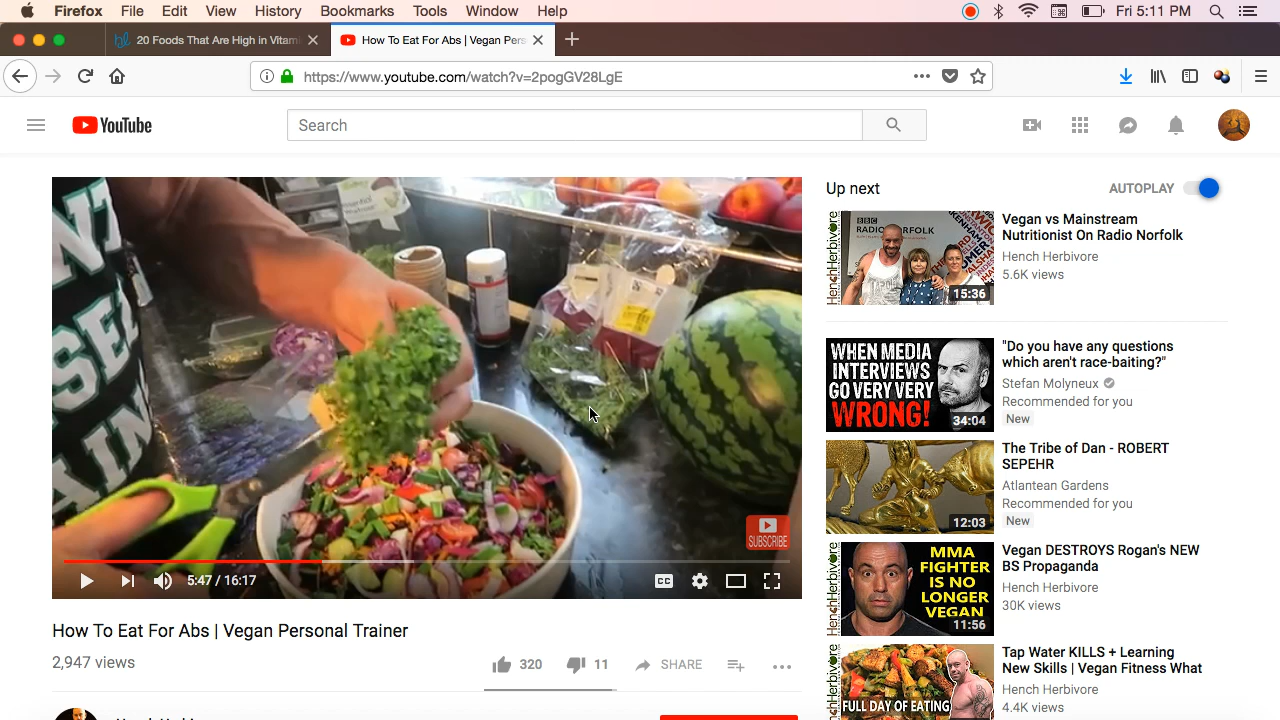 Firefox File Edit View History Bookmarks Tools Window Help Fri 5:11 PM
20 Foods That Are High in Vitam
How To Eat For Abs | Vegan Pers
https://www.youtube.com/watch?v=2pogGV28LgE
YouTube
Search
SUBSCRIBE
5:47 / 16:17
CC
How To Eat For Abs | Vegan Personal Trainer
2,947 views
320 11 SHARE
Up next
AUTOPLAY
HenchHerbivore
BBC
RADIO NORFOLK
15:36
Vegan vs Mainstream
Nutritionist On Radio Norfolk
Hench Herbivore
5.6K views
WHEN MEDIA
INTERVIEWS
GO VERY VERY
WRONG!
34:04
"Do you have any questions
which aren't race-baiting?"
Stefan Molyneux
Recommended for you
New
12:03
The Tribe of Dan - ROBERT
SEPEHR
Atlantean Gardens
Recommended for you
New
HenchHerbivore
MMA
FIGHTER
IS NO
LONGER
VEGAN
11:56
Vegan DESTROYS Rogan's NEW
BS Propaganda
Hench Herbivore
30K views
FULL DAY OF EATING
Tap Water KILLS + Learning
New Skills | Vegan Fitness What
Hench Herbivore
4.4K views